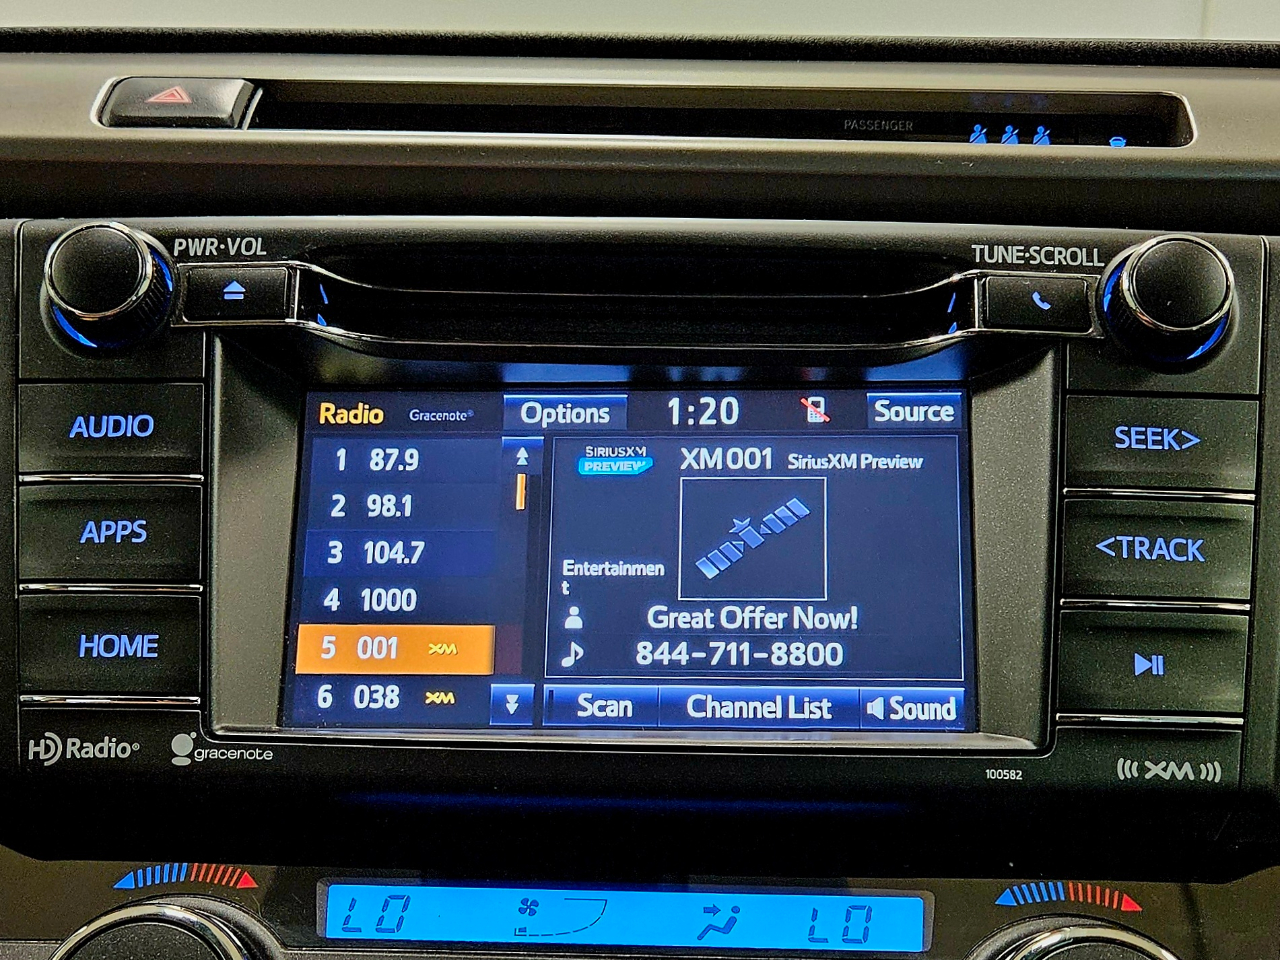 PASSENGER
PWR·VOL
TUNE·SCROLL
AUDIO
APPS
HOME
Radio
Gracenote®
Options
1:20
Source
1 87.9
2 98.1
3 104.7
4 1000
5 001 XM
6 038 XM
SIRIUSXM
PREVIEW
XM001 SiriusXM Preview
Entertainmen
t
Great Offer Now!
844-711-8800
Scan
Channel List
Sound
SEEK>
<TRACK
HD Radio®
gracenote
100582
XM
LO
LO